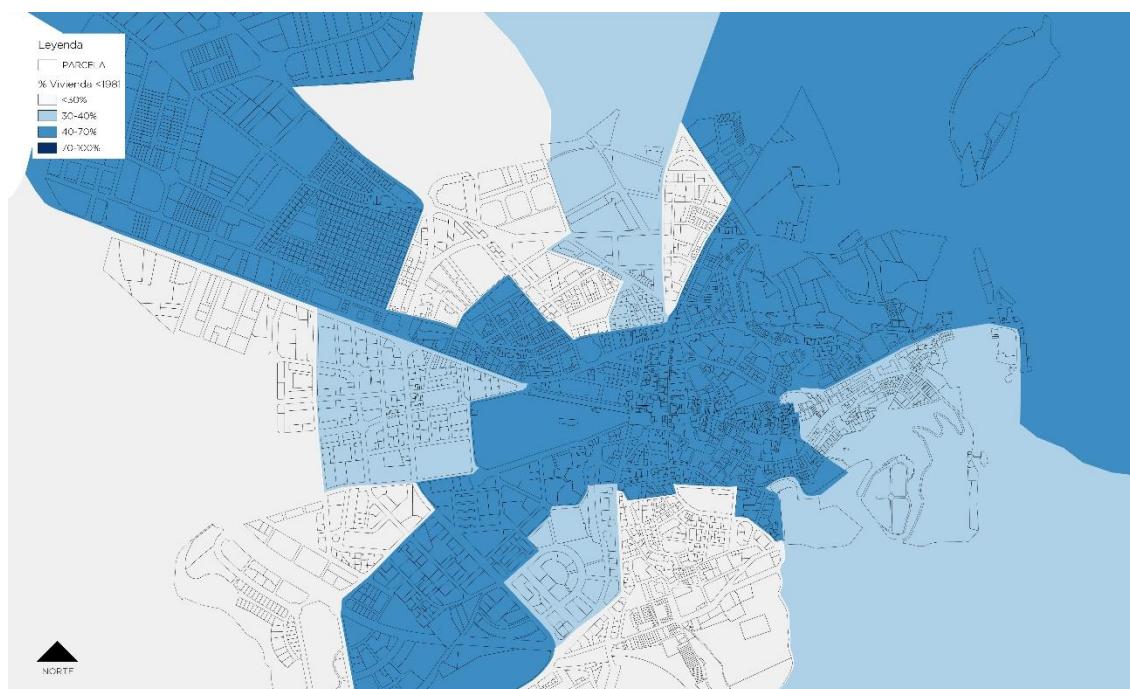 Leyenda
PARCELA
% Vivienda <1981
<30%
30-40%
40-70%
70-100%
NORTE